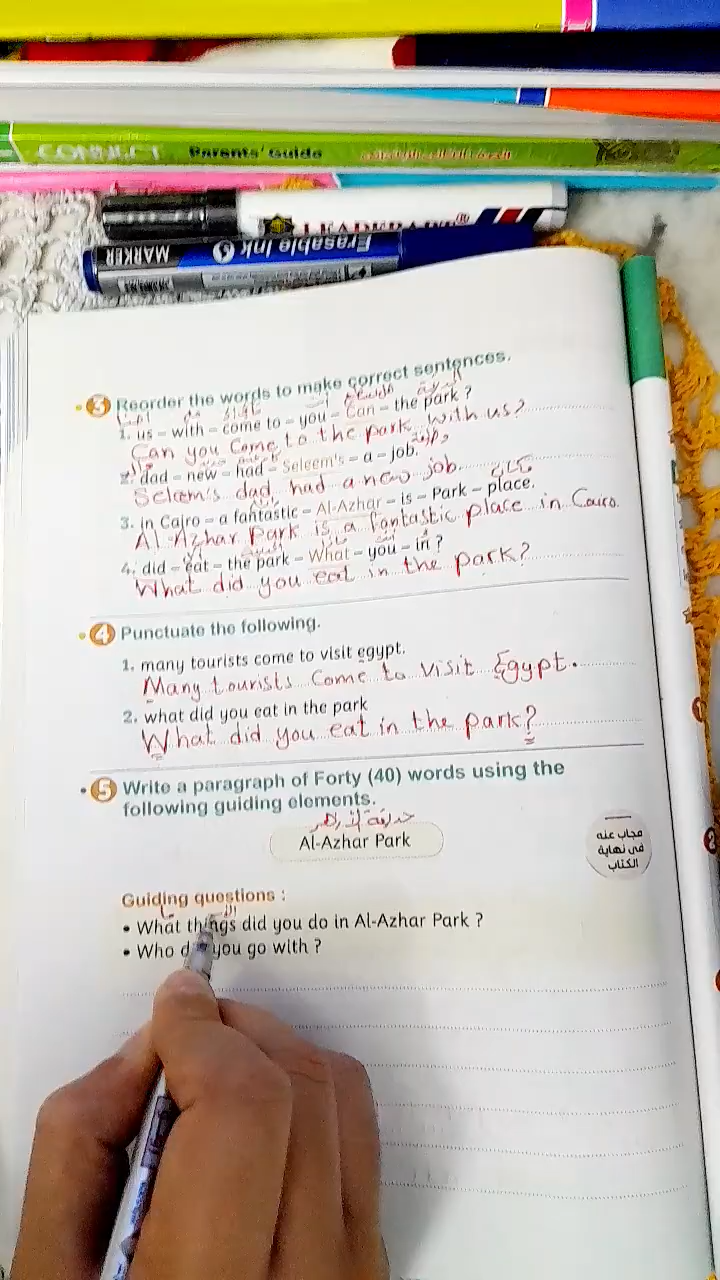 CONNECT Parents' Guide
LEADERART®
Erasable Ink MARKER
3 Reorder the words to make correct sentences.
1. us – with – come to – you – Can – the park ?
Can you Come to the park with us?
2. dad – new – had – Seleem's – a – job.
Seleem's dad had a new job.
مكان
3. in Cairo – a fantastic – Al-Azhar – is – Park – place.
Al-Azhar Park is a fantastic place in Cairo.
4. did – eat – the park – What – you – in ?
What did you eat in the park?
4 Punctuate the following.
1. many tourists come to visit egypt.
Many tourists Come to visit Egypt.
2. what did you eat in the park
What did you eat in the park?
5 Write a paragraph of Forty (40) words using the
following guiding elements.
حديقة الأزهر
Al-Azhar Park
مجاب عنه
فى نهاية
الكتاب
Guiding questions :
• What things did you do in Al-Azhar Park ?
• Who you go with ?